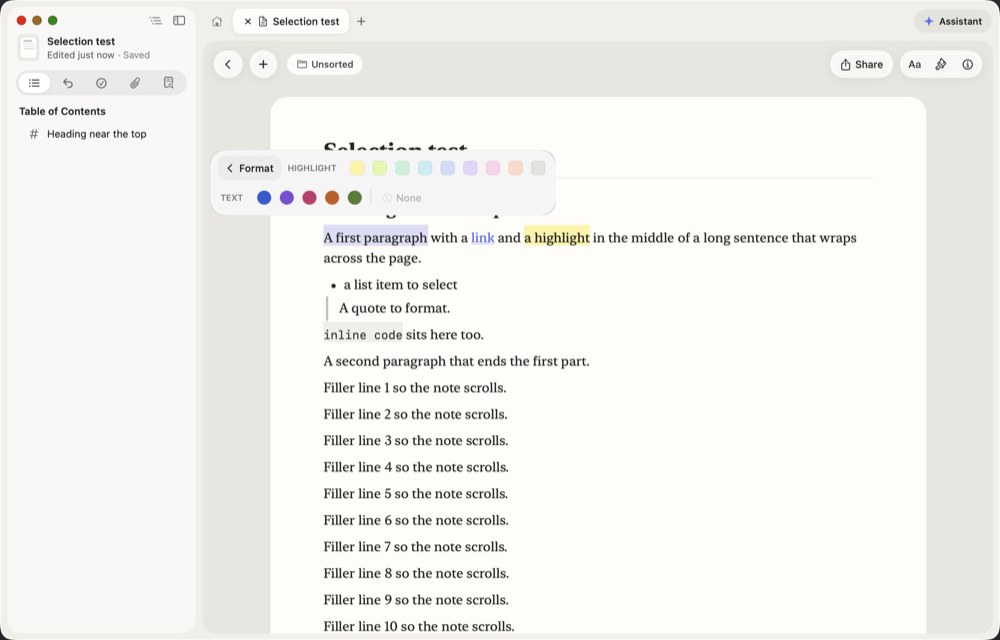 Selection test
Edited just now · Saved
Table of Contents
# Heading near the top
Selection test
Assistant
Unsorted
Share
Aa
Selection test
Format
HIGHLIGHT
TEXT
None
A first paragraph with a link and a highlight in the middle of a long sentence that wraps
across the page.
• a list item to select
A quote to format.
inline code sits here too.
A second paragraph that ends the first part.
Filler line 1 so the note scrolls.
Filler line 2 so the note scrolls.
Filler line 3 so the note scrolls.
Filler line 4 so the note scrolls.
Filler line 5 so the note scrolls.
Filler line 6 so the note scrolls.
Filler line 7 so the note scrolls.
Filler line 8 so the note scrolls.
Filler line 9 so the note scrolls.
Filler line 10 so the note scrolls.